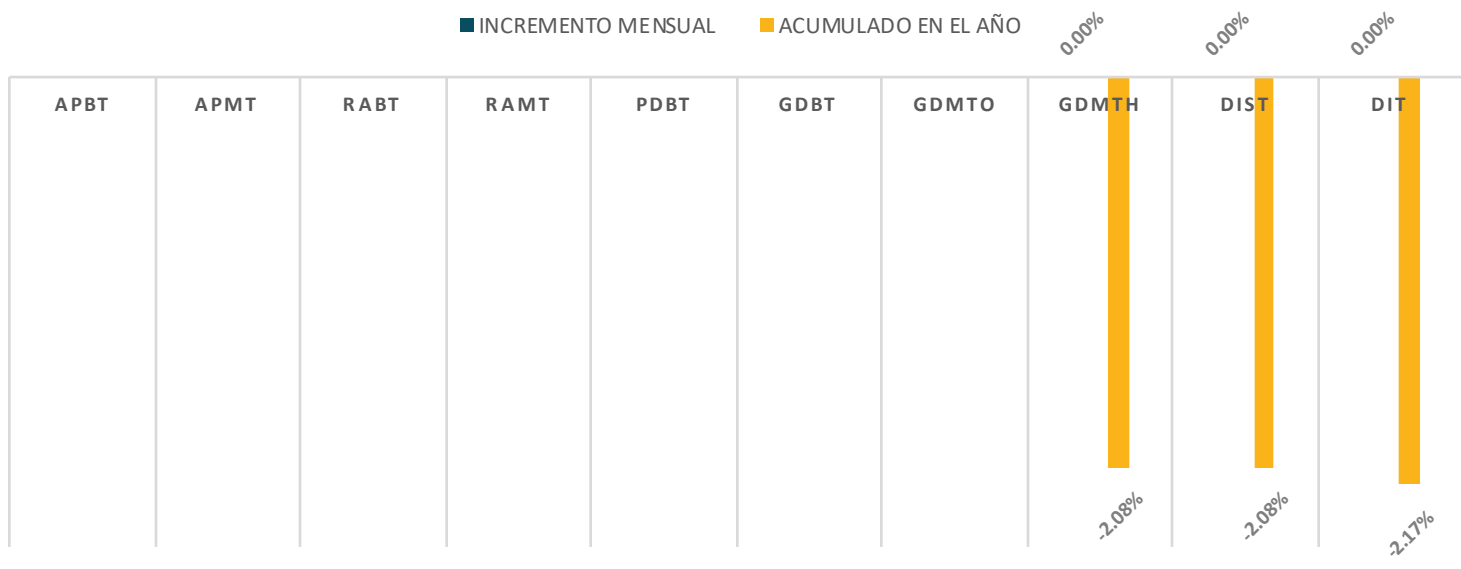 INCREMENTO MENSUAL ACUMULADO EN EL AÑO
0.00% 0.00% 0.00%
APBT APMT RABT RAMT PDBT GDBT GDMTO GDMTH DIST DIT
-2.08% -2.08% -2.17%